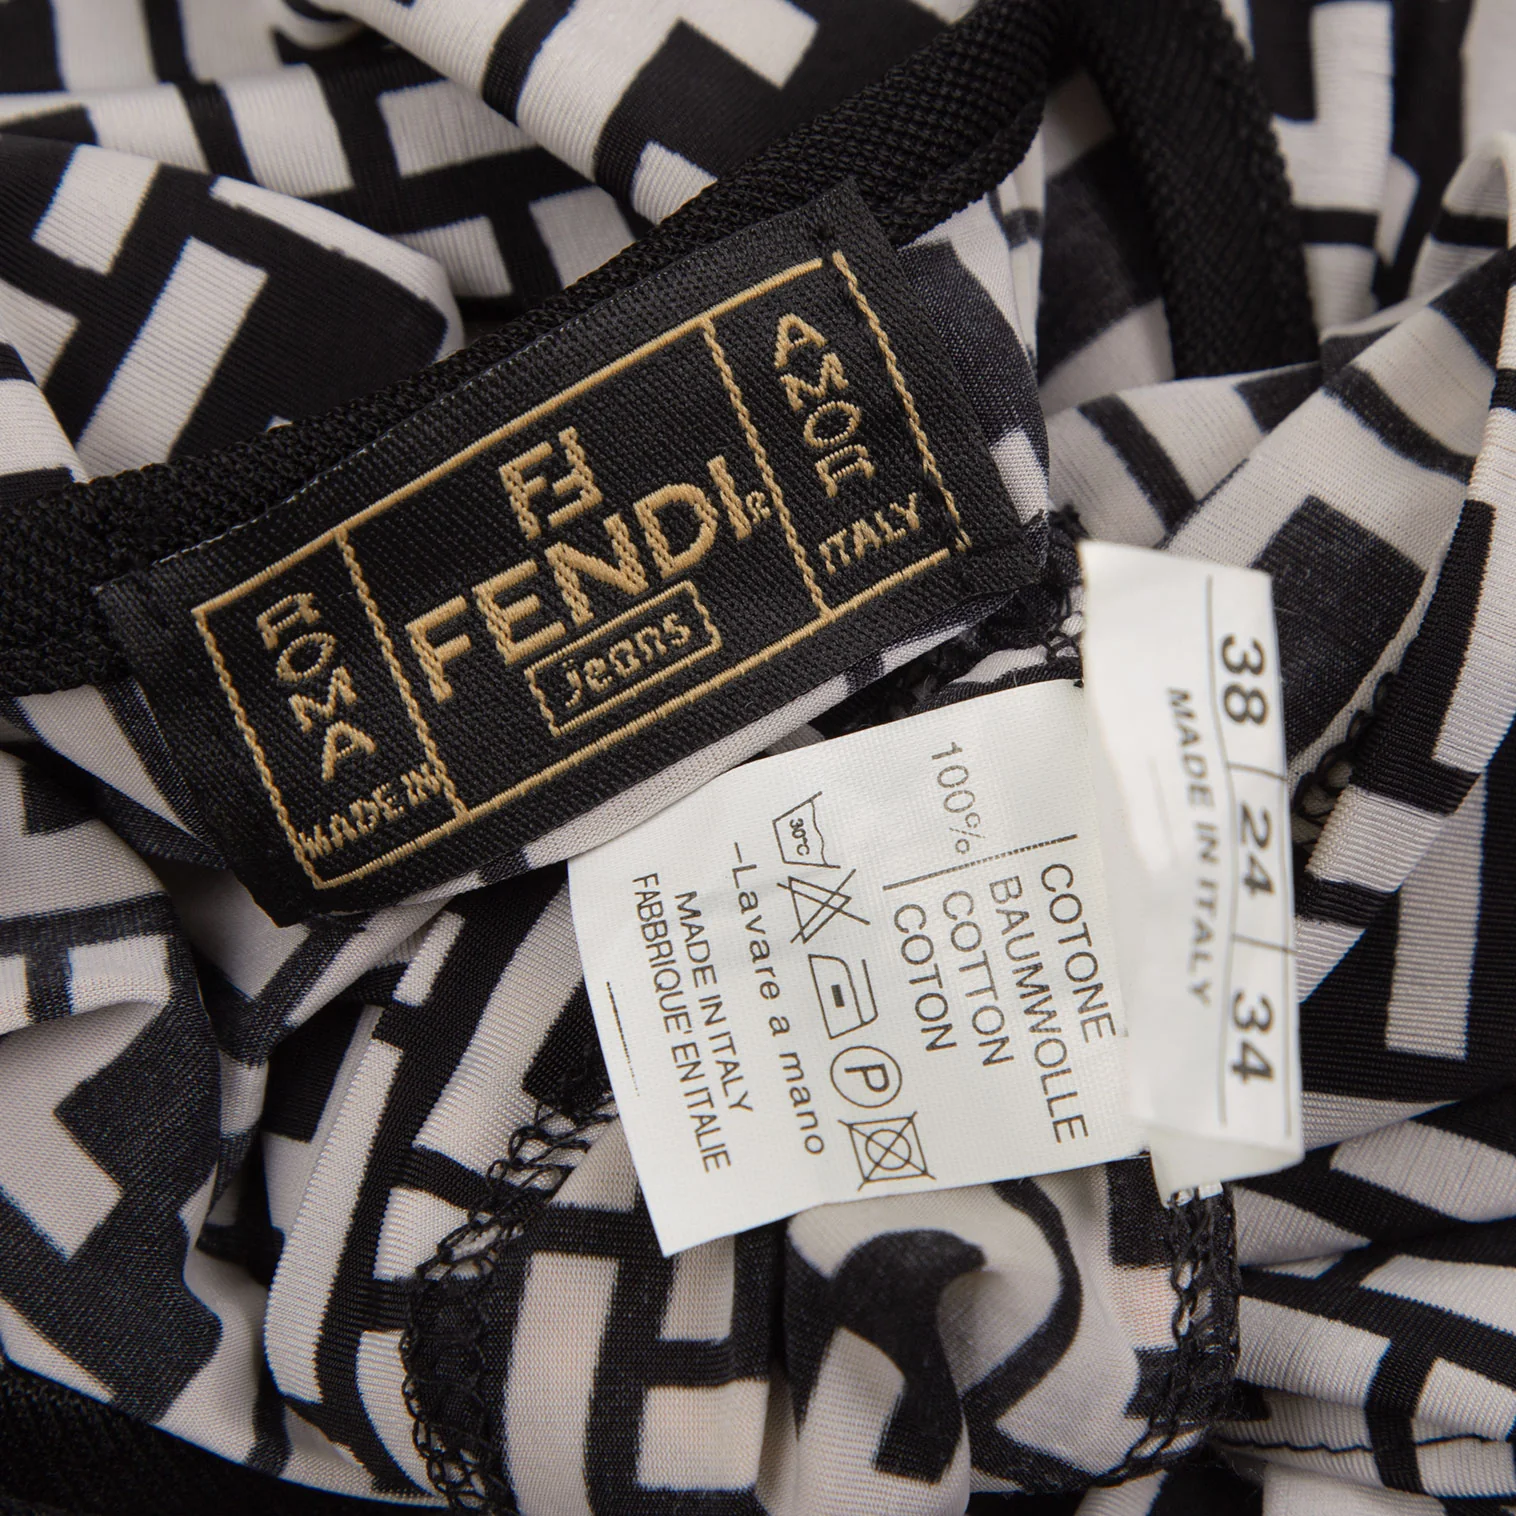 ROMA
MADE IN
FF
FENDI®
jeans
AMOR
ITALY
38 24 34
MADE IN ITALY
100%
COTONE
BAUMWOLLE
COTTON
COTON
30°C
P
-Lavare a mano
MADE IN ITALY
FABBRIQUE' EN ITALIE